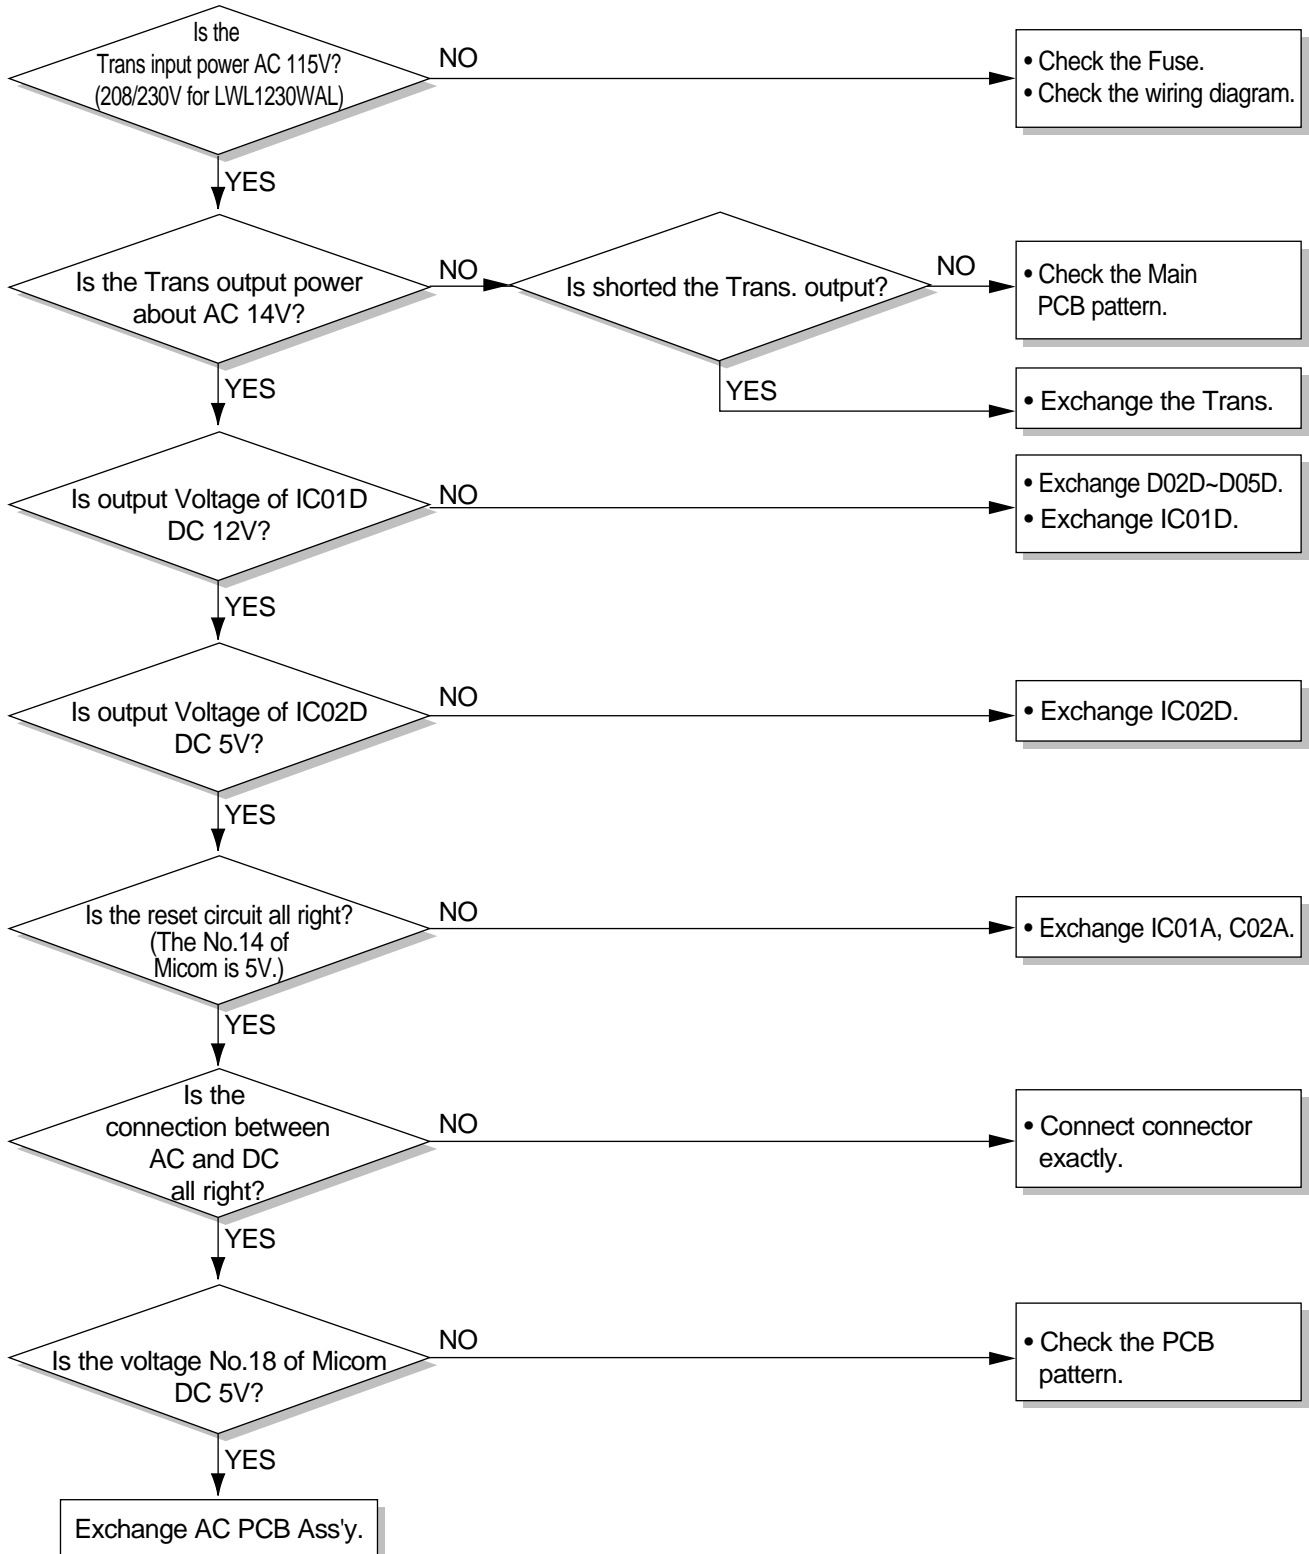 Is the
Trans input power AC 115V?
(208/230V for LWL1230WAL)
NO
• Check the Fuse.
• Check the wiring diagram.
YES
Is the Trans output power
about AC 14V?
NO
Is shorted the Trans. output?
NO
• Check the Main
PCB pattern.
YES
YES
• Exchange the Trans.
Is output Voltage of IC01D
DC 12V?
NO
• Exchange D02D~D05D.
• Exchange IC01D.
YES
Is output Voltage of IC02D
DC 5V?
NO
• Exchange IC02D.
YES
Is the reset circuit all right?
(The No.14 of
Micom is 5V.)
NO
• Exchange IC01A, C02A.
YES
Is the
connection between
AC and DC
all right?
NO
• Connect connector
exactly.
YES
Is the voltage No.18 of Micom
DC 5V?
NO
• Check the PCB
pattern.
YES
Exchange AC PCB Ass'y.